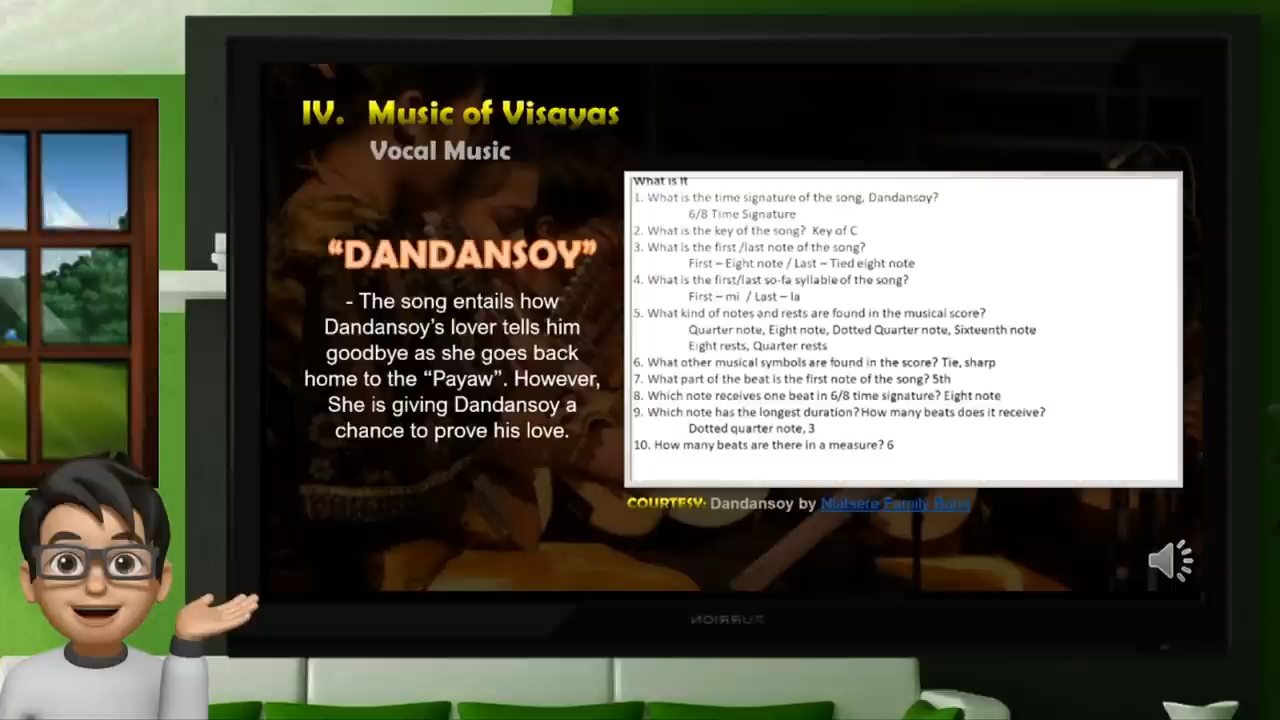 IV. Music of Visayas
Vocal Music
“DANDANSOY”
- The song entails how
Dandansoy’s lover tells him
goodbye as she goes back
home to the “Payaw”. However,
She is giving Dandansoy a
chance to prove his love.
What is it
1. What is the time signature of the song, Dandansoy?
6/8 Time Signature
2. What is the key of the song? Key of C
3. What is the first /last note of the song?
First – Eight note / Last – Tied eight note
4. What is the first/last so-fa syllable of the song?
First – mi / Last – la
5. What kind of notes and rests are found in the musical score?
Quarter note, Eight note, Dotted Quarter note, Sixteenth note
Eight rests, Quarter rests
6. What other musical symbols are found in the score? Tie, sharp
7. What part of the beat is the first note of the song? 5th
8. Which note receives one beat in 6/8 time signature? Eight note
9. Which note has the longest duration? How many beats does it receive?
Dotted quarter note, 3
10. How many beats are there in a measure? 6
COURTESY: Dandansoy by Family